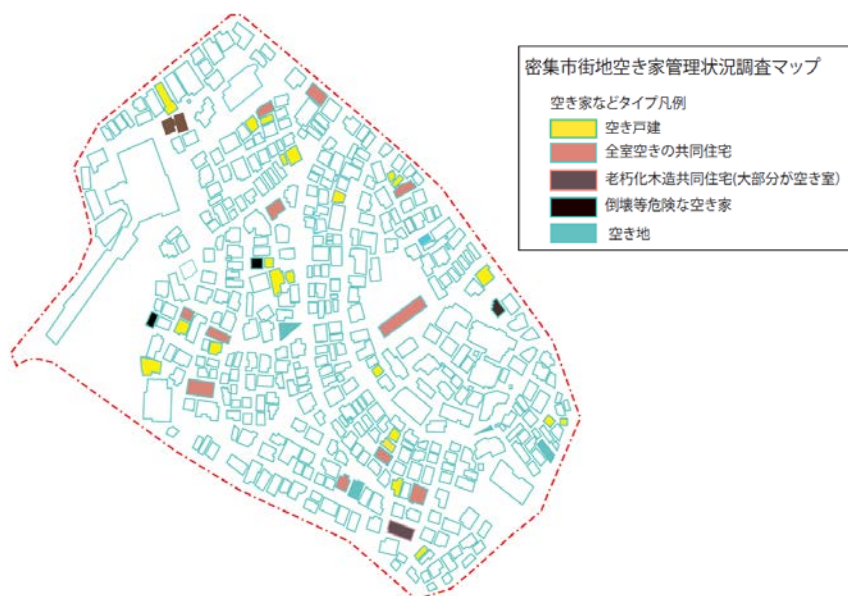 密集市街地空き家管理状況調査マップ
空き家などタイプ凡例
空き戸建
全室空きの共同住宅
老朽化木造共同住宅(大部分が空き室)
倒壊等危険な空き家
空き地